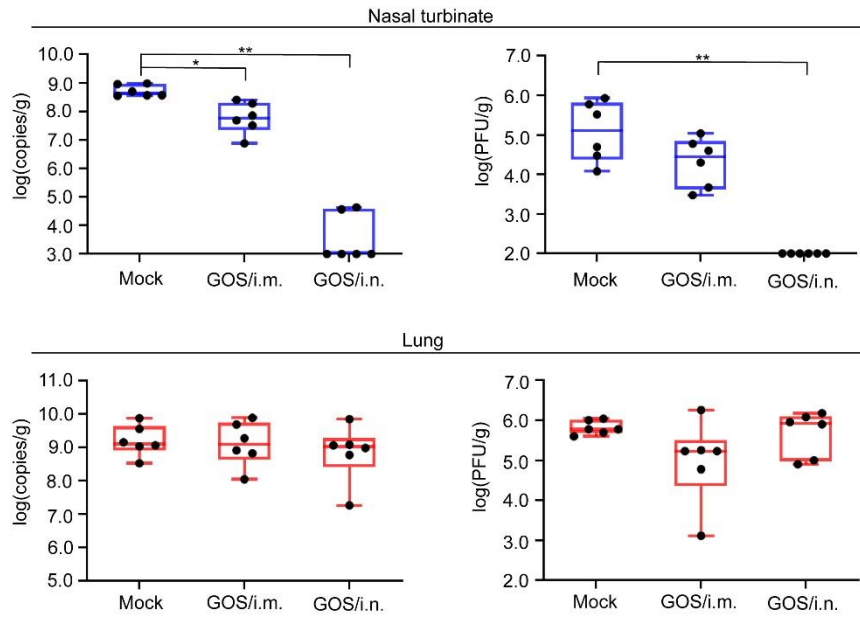 Nasal turbinate
10.0
9.0
8.0
7.0
6.0
5.0
4.0
3.0
log(copies/g)
**
*
Mock
GOS/i.m.
GOS/i.n.
7.0
6.0
5.0
4.0
3.0
2.0
log(PFU/g)
**
Mock
GOS/i.m.
GOS/i.n.
Lung
11.0
10.0
9.0
8.0
7.0
6.0
5.0
log(copies/g)
Mock
GOS/i.m.
GOS/i.n.
7.0
6.0
5.0
4.0
3.0
2.0
log(PFU/g)
Mock
GOS/i.m.
GOS/i.n.